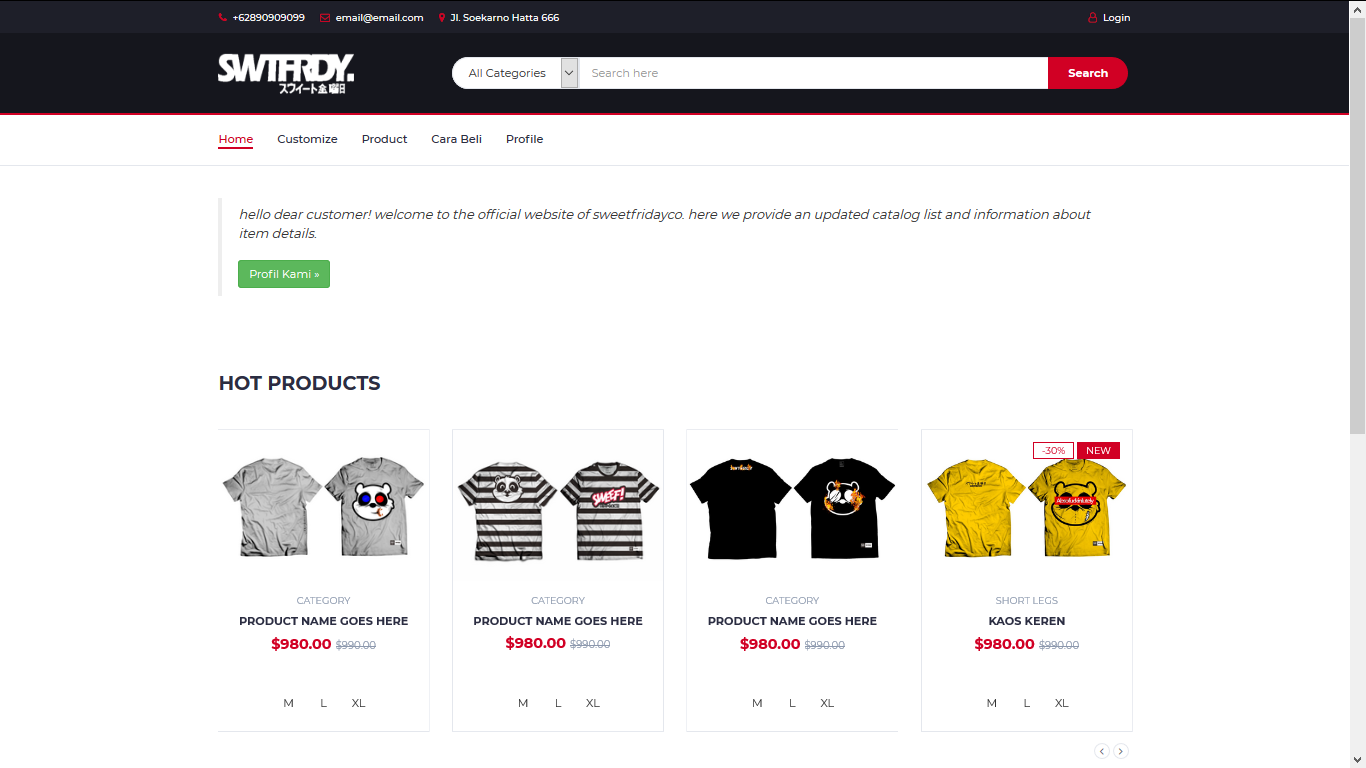 +62890909099 email@email.com Jl. Soekarno Hatta 666 Login
SWTFRDY.
スウィート金曜日
All Categories Search here Search
Home Customize Product Cara Beli Profile
hello dear customer! welcome to the official website of sweetfridayco. here we provide an updated catalog list and information about
item details.
Profil Kami »
HOT PRODUCTS
-30% NEW
SWEET!
CATEGORY CATEGORY CATEGORY SHORT LEGS
PRODUCT NAME GOES HERE PRODUCT NAME GOES HERE PRODUCT NAME GOES HERE KAOS KEREN
$980.00 $990.00 $980.00 $990.00 $980.00 $990.00 $980.00 $990.00
M L XL M L XL M L XL M L XL